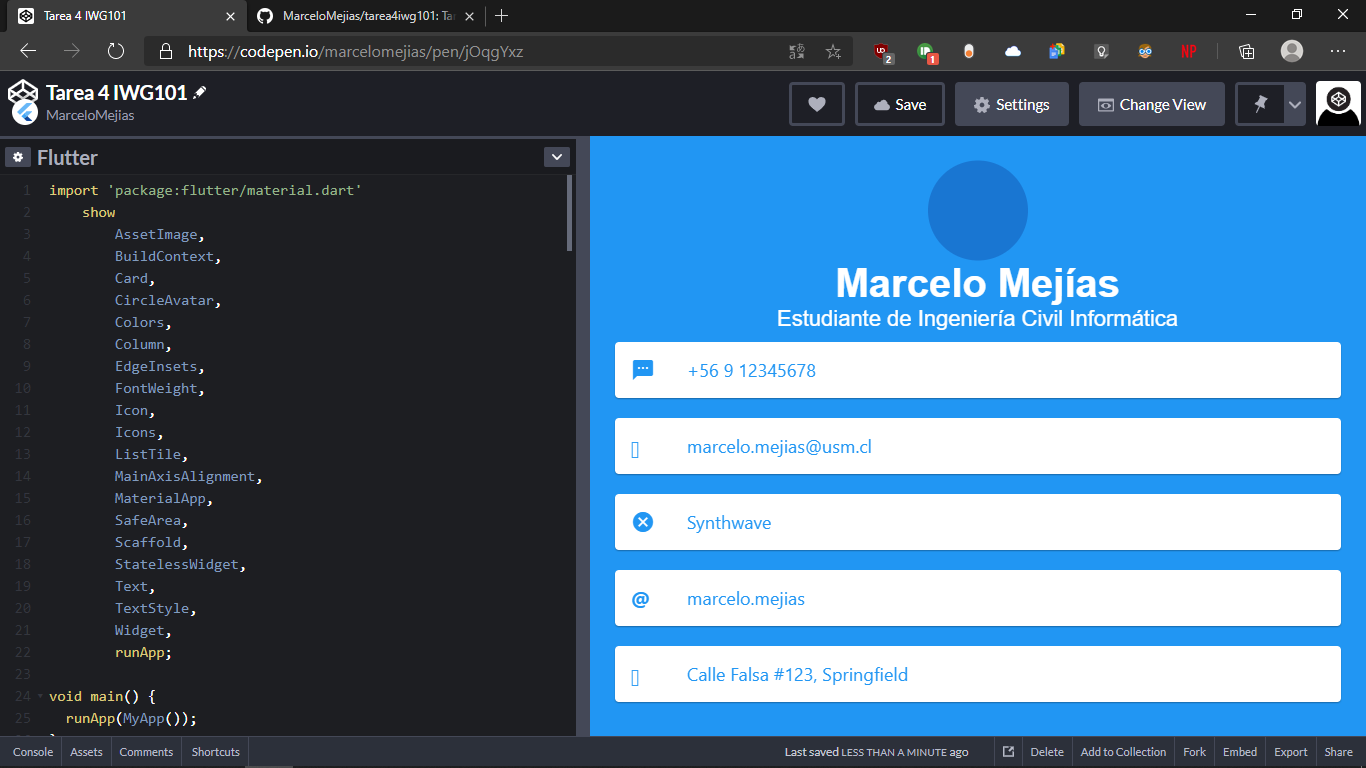 Tarea 4 IWG101
MarceloMejias/tarea4iwg101: Tar
https://codepen.io/marcelomejias/pen/jOqgYxz
UO
2
1
NP
Tarea 4 IWG101
MarceloMejias
Save
Settings
Change View
Flutter
1 import 'package:flutter/material.dart'
2 show
3 AssetImage,
4 BuildContext,
5 Card,
6 CircleAvatar,
7 Colors,
8 Column,
9 EdgeInsets,
10 FontWeight,
11 Icon,
12 Icons,
13 ListTile,
14 MainAxisAlignment,
15 MaterialApp,
16 SafeArea,
17 Scaffold,
18 StatelessWidget,
19 Text,
20 TextStyle,
21 Widget,
22 runApp;
23
24 void main() {
25 runApp(MyApp());
Marcelo Mejías
Estudiante de Ingeniería Civil Informática
+56 9 12345678
marcelo.mejias@usm.cl
Synthwave
@ marcelo.mejias
Calle Falsa #123, Springfield
Console Assets Comments Shortcuts
Last saved LESS THAN A MINUTE ago
Delete Add to Collection Fork Embed Export Share